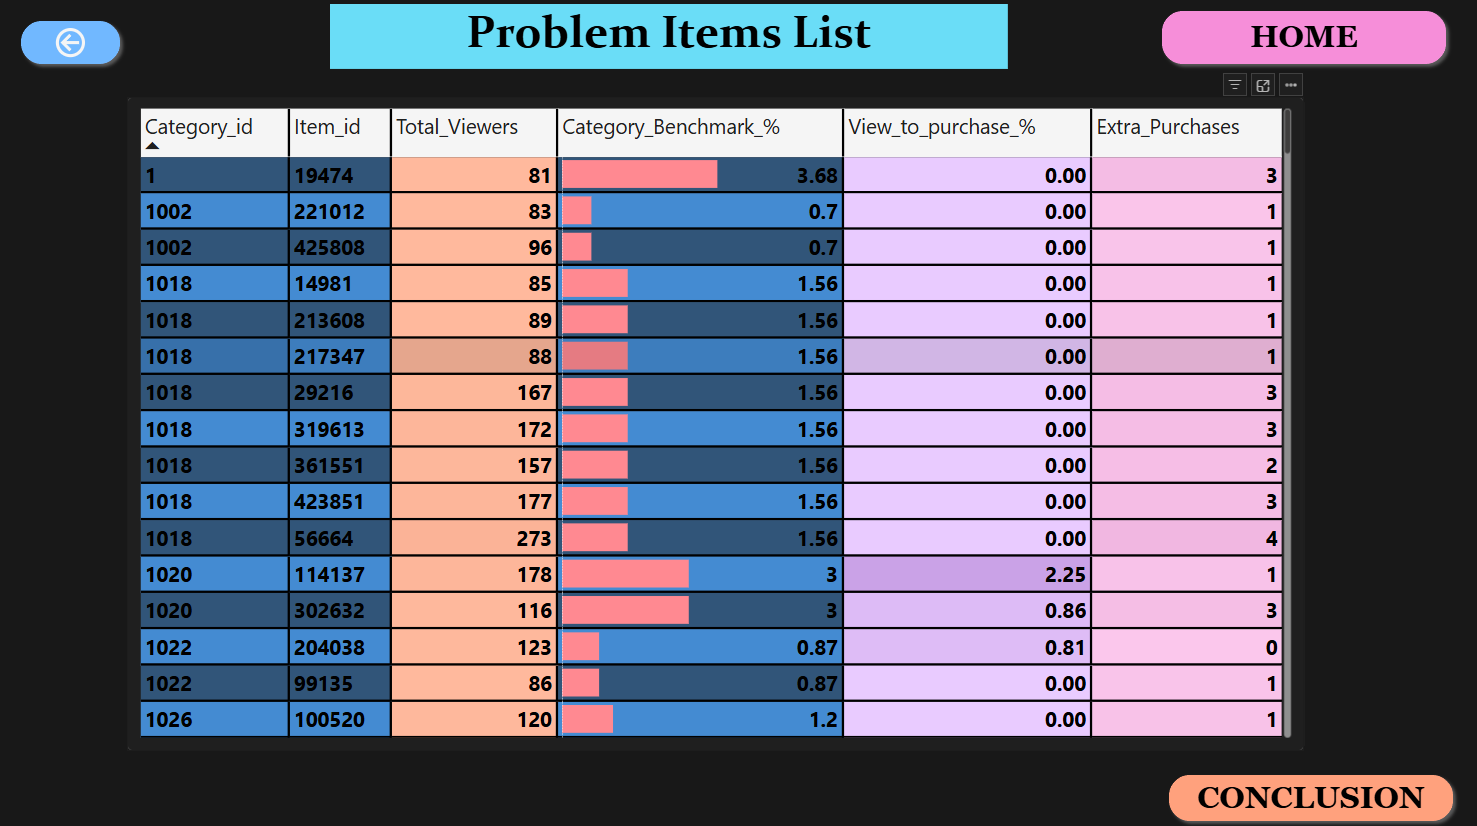 Problem Items List
HOME
Category_id Item_id Total_Viewers Category_Benchmark_% View_to_purchase_% Extra_Purchases
1 19474 81 3.68 0.00 3
1002 221012 83 0.7 0.00 1
1002 425808 96 0.7 0.00 1
1018 14981 85 1.56 0.00 1
1018 213608 89 1.56 0.00 1
1018 217347 88 1.56 0.00 1
1018 29216 167 1.56 0.00 3
1018 319613 172 1.56 0.00 3
1018 361551 157 1.56 0.00 2
1018 423851 177 1.56 0.00 3
1018 56664 273 1.56 0.00 4
1020 114137 178 3 2.25 1
1020 302632 116 3 0.86 3
1022 204038 123 0.87 0.81 0
1022 99135 86 0.87 0.00 1
1026 100520 120 1.2 0.00 1
CONCLUSION